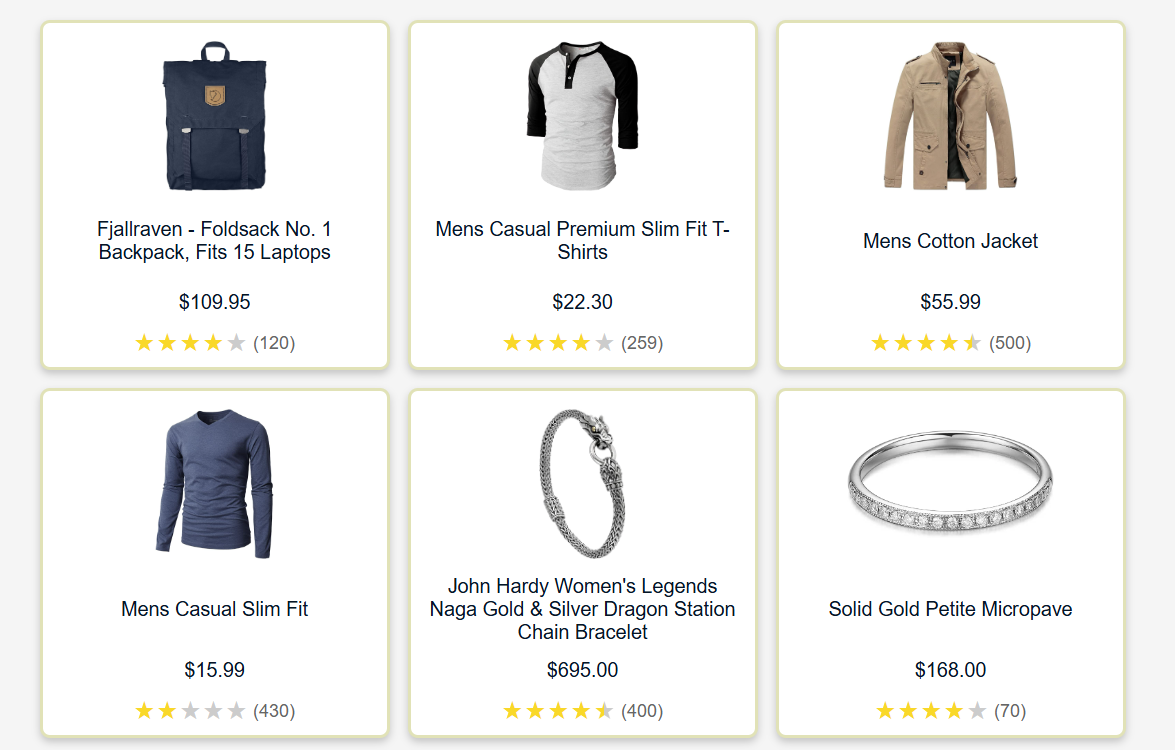 Fjallraven - Foldsack No. 1
Backpack, Fits 15 Laptops
$109.95
(120)
Mens Casual Premium Slim Fit T-
Shirts
$22.30
(259)
Mens Cotton Jacket
$55.99
(500)
Mens Casual Slim Fit
$15.99
(430)
John Hardy Women's Legends
Naga Gold & Silver Dragon Station
Chain Bracelet
$695.00
(400)
Solid Gold Petite Micropave
$168.00
(70)